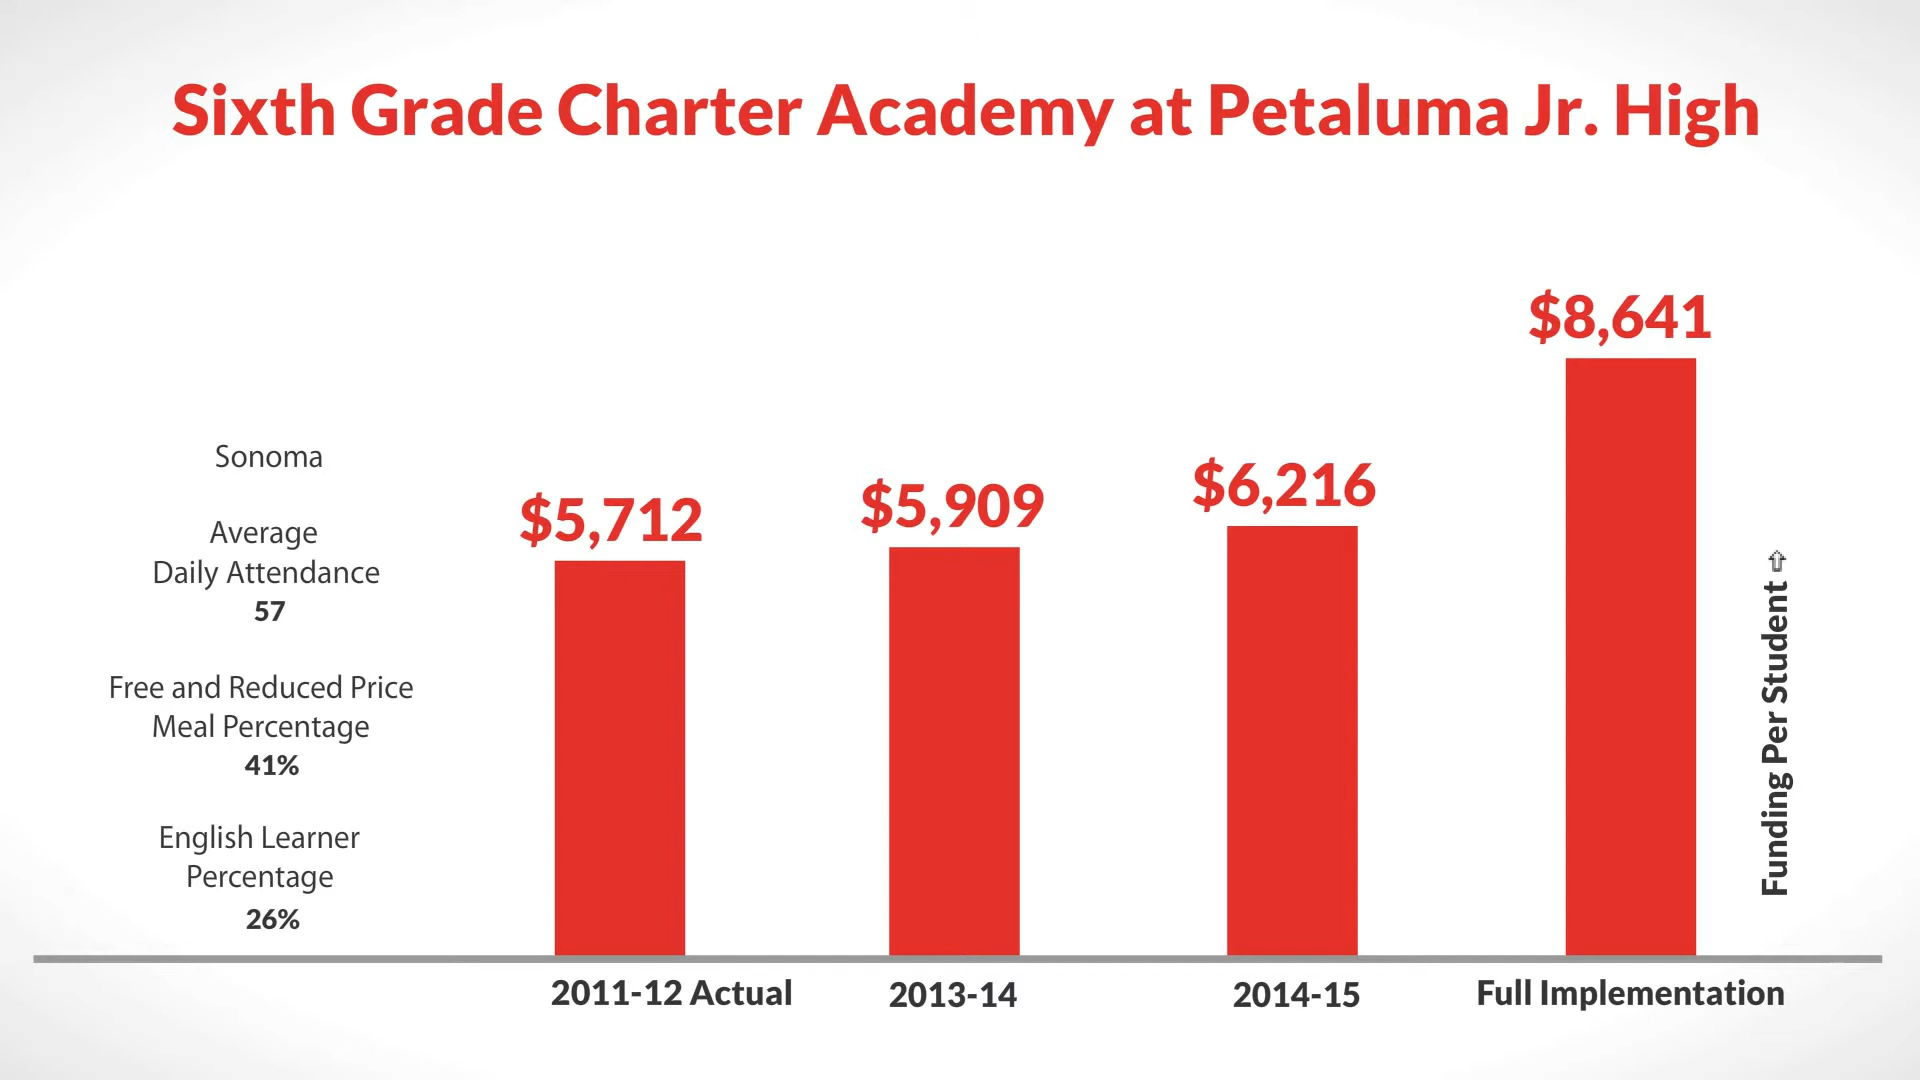 Sixth Grade Charter Academy at Petaluma Jr. High
Sonoma
Average
Daily Attendance
57
Free and Reduced Price
Meal Percentage
41%
English Learner
Percentage
26%
$5,712
$5,909
$6,216
$8,641
2011-12 Actual
2013-14
2014-15
Full Implementation
Funding Per Student ⇧